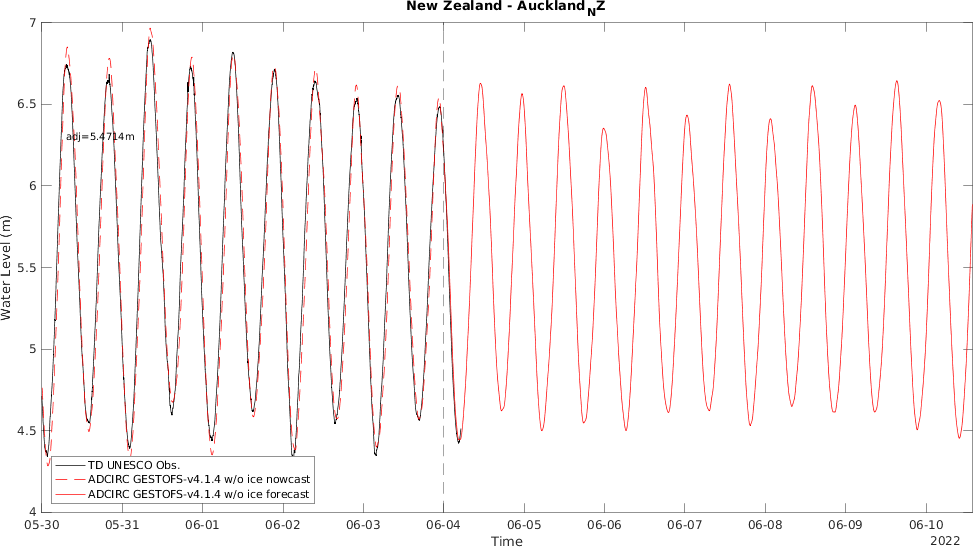 New Zealand - Auckland_NZ
7
6.5
adj=5.4714m
6
5.5
Water Level (m)
5
4.5
TD UNESCO Obs.
ADCIRC GESTOFS-v4.1.4 w/o ice nowcast
ADCIRC GESTOFS-v4.1.4 w/o ice forecast
4
05-30 05-31 06-01 06-02 06-03 06-04 06-05 06-06 06-07 06-08 06-09 06-10
Time
2022